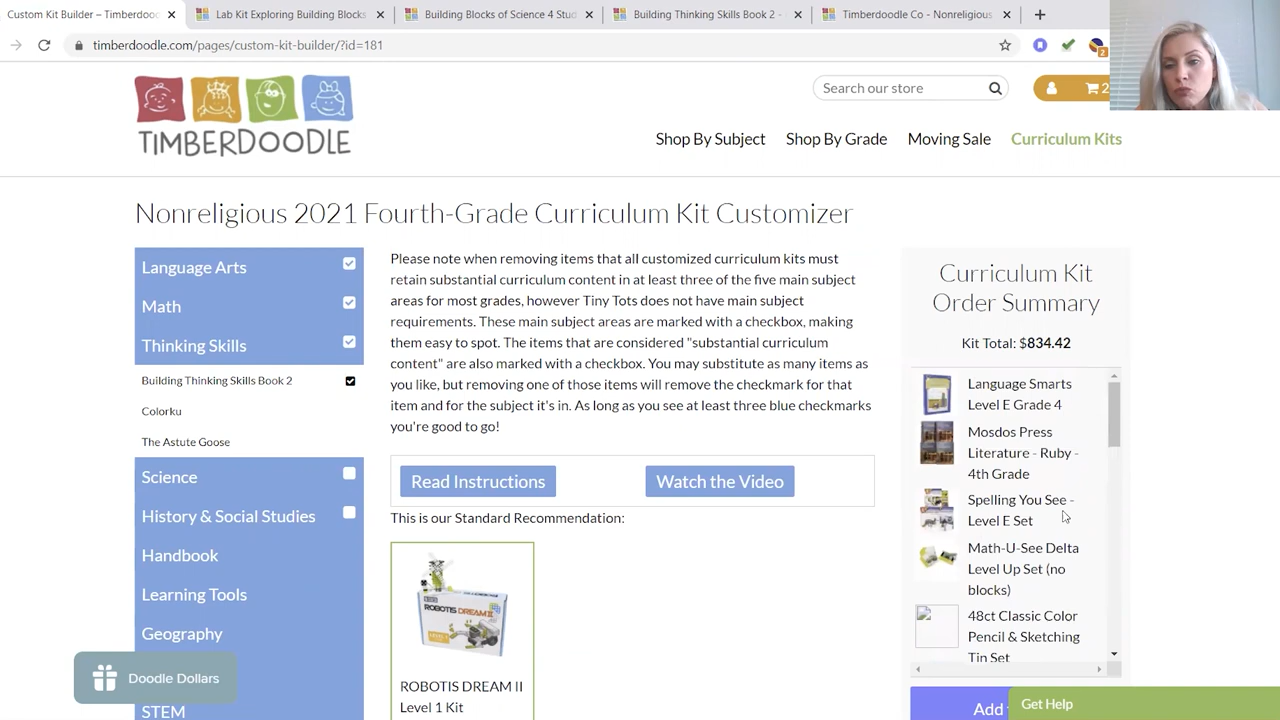 Custom Kit Builder – Timberdoo
Lab Kit Exploring Building Blocks
Building Blocks of Science 4 Stud
Building Thinking Skills Book 2 -
Timberdoodle Co - Nonreligious
timberdoodle.com/pages/custom-kit-builder/?id=181
2
TIMBERDOODLE
Search our store
2
Shop By Subject
Shop By Grade
Moving Sale
Curriculum Kits
Nonreligious 2021 Fourth-Grade Curriculum Kit Customizer
Language Arts
Math
Thinking Skills
Building Thinking Skills Book 2
Colorku
The Astute Goose
Science
History & Social Studies
Handbook
Learning Tools
Geography
STEM
Doodle Dollars
Please note when removing items that all customized curriculum kits must
retain substantial curriculum content in at least three of the five main subject
areas for most grades, however Tiny Tots does not have main subject
requirements. These main subject areas are marked with a checkbox, making
them easy to spot. The items that are considered "substantial curriculum
content" are also marked with a checkbox. You may substitute as many items as
you like, but removing one of those items will remove the checkmark for that
item and for the subject it's in. As long as you see at least three blue checkmarks
you're good to go!
Read Instructions
Watch the Video
This is our Standard Recommendation:
ROBOTIS DREAM II
ROBOTIS DREAM II
Level 1 Kit
Curriculum Kit
Order Summary
Kit Total: $834.42
Language Smarts
Level E Grade 4
Mosdos Press
Literature - Ruby -
4th Grade
Spelling You See -
Level E Set
Math-U-See Delta
Level Up Set (no
blocks)
48ct Classic Color
Pencil & Sketching
Tin Set
Add
Get Help